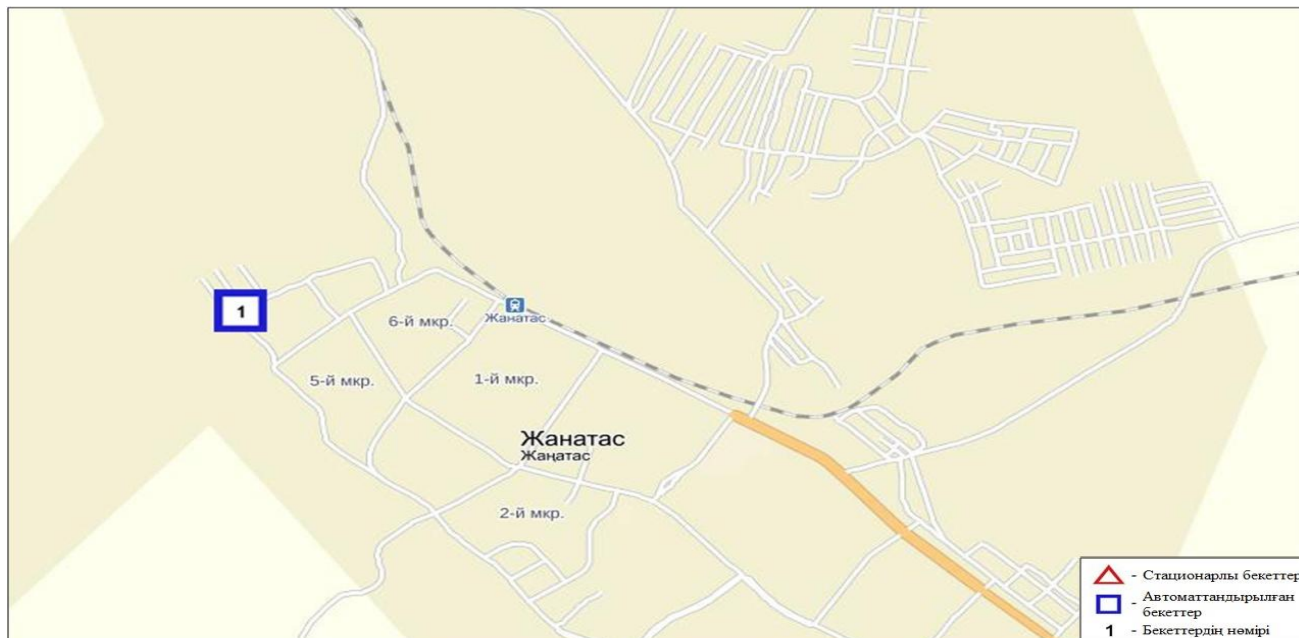 1
6-й мкр.
Жанатас
5-й мкр.
1-й мкр.
Жанатас
Жаңатас
2-й мкр.
- Стационарлы бекеттер
- Автоматтандырылған
бекеттер
1 - Бекеттердің нөмірі